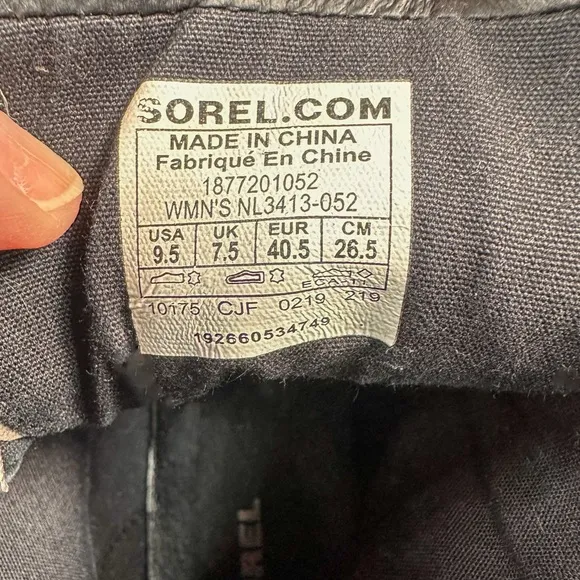 SOREL.COM
MADE IN CHINA
Fabriqué En Chine
1877201052
WMN'S NL3413-052
USA UK EUR CM
9.5 7.5 40.5 26.5
10175 CJF 0219 219
192660534749
REL